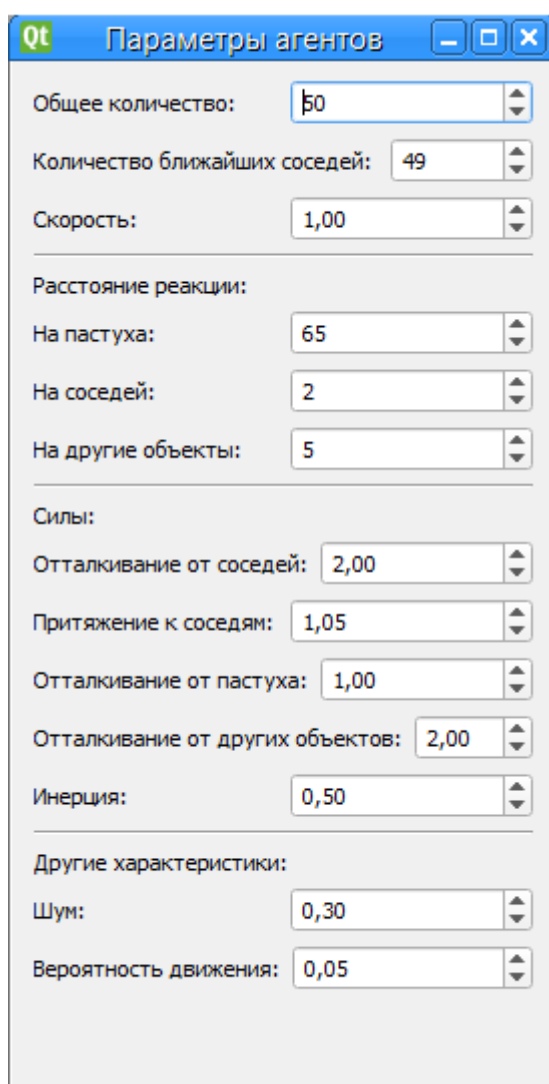 Qt Параметры агентов
Общее количество: 50
Количество ближайших соседей: 49
Скорость: 1,00
Расстояние реакции:
На пастуха: 65
На соседей: 2
На другие объекты: 5
Силы:
Отталкивание от соседей: 2,00
Притяжение к соседям: 1,05
Отталкивание от пастуха: 1,00
Отталкивание от других объектов: 2,00
Инерция: 0,50
Другие характеристики:
Шум: 0,30
Вероятность движения: 0,05